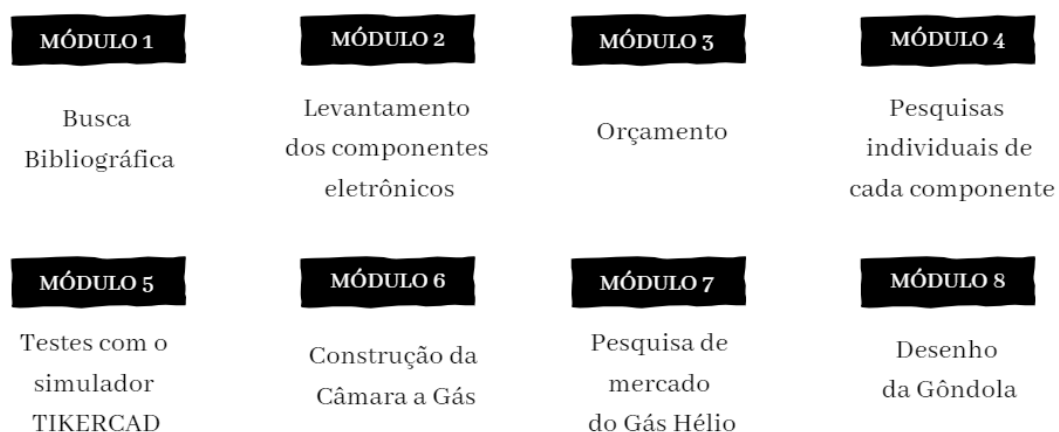 MÓDULO 1
Busca
Bibliográfica
MÓDULO 2
Levantamento
dos componentes
eletrônicos
MÓDULO 3
Orçamento
MÓDULO 4
Pesquisas
individuais de
cada componente
MÓDULO 5
Testes com o
simulador
TIKERCAD
MÓDULO 6
Construção da
Câmara a Gás
MÓDULO 7
Pesquisa de
mercado
do Gás Hélio
MÓDULO 8
Desenho
da Gôndola